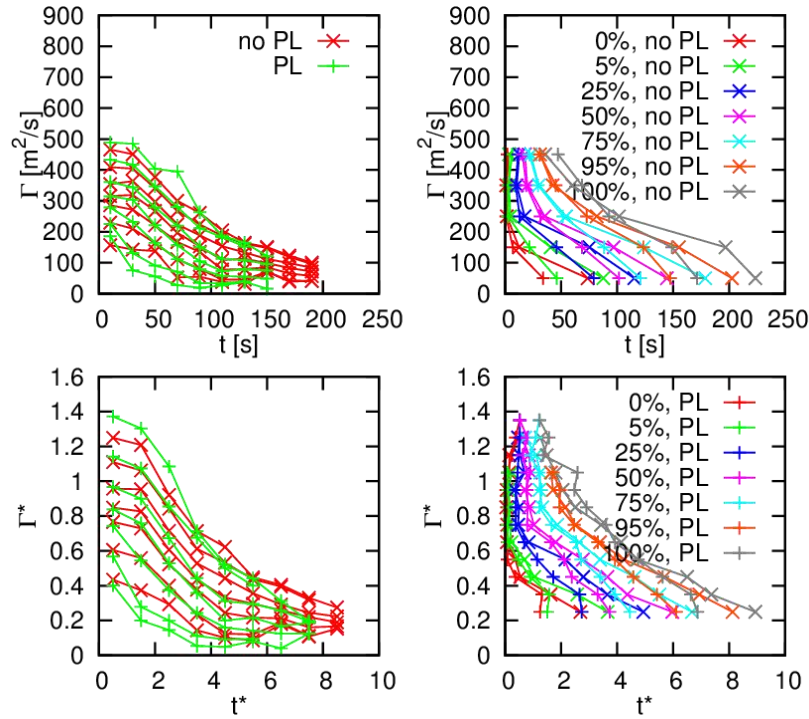 900
800
700
600
500
400
300
200
100
0
Γ [m²/s]
no PL
PL
0 50 100 150 200 250
t [s]
900
800
700
600
500
400
300
200
100
0
Γ [m²/s]
0%, no PL
5%, no PL
25%, no PL
50%, no PL
75%, no PL
95%, no PL
100%, no PL
0 50 100 150 200 250
t [s]
1.6
1.4
1.2
1
0.8
0.6
0.4
0.2
0
Γ*
0 2 4 6 8 10
t*
1.6
1.4
1.2
1
0.8
0.6
0.4
0.2
0
Γ*
0%, PL
5%, PL
25%, PL
50%, PL
75%, PL
95%, PL
100%, PL
0 2 4 6 8 10
t*